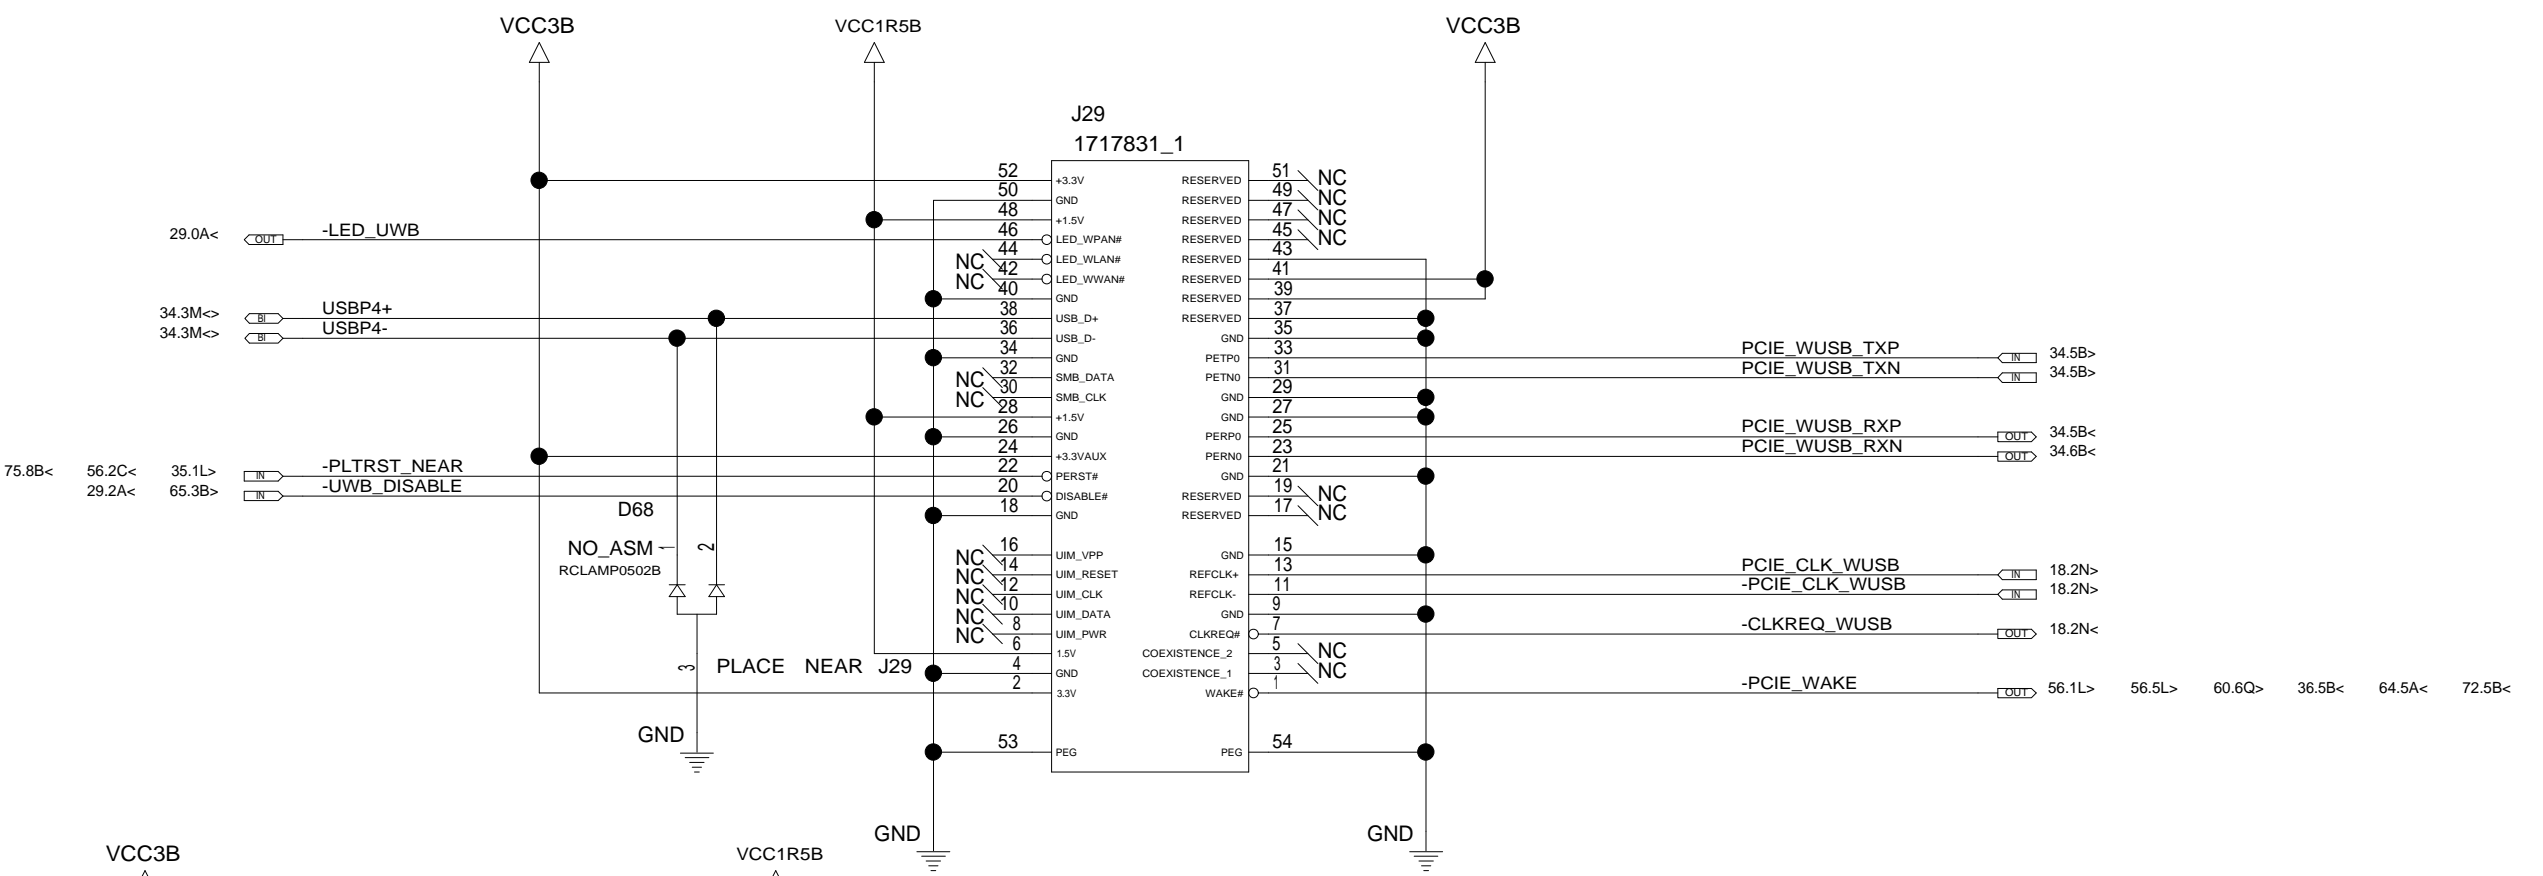 VCC3B VCC1R5B VCC3B
J29
1717831_1
52 +3.3V RESERVED 51 NC
50 GND RESERVED 49 NC
48 +1.5V RESERVED 47 NC
29.0A< OUT -LED_UWB 46 LED_WPAN# RESERVED 45 NC
NC 44 LED_WLAN# RESERVED 43
NC 42 LED_WWAN# RESERVED 41
40 GND RESERVED 39
34.3M<> BI USBP4+ 38 USB_D+ RESERVED 37
34.3M<> BI USBP4- 36 USB_D- GND 35
34 GND PETP0 33 PCIE_WUSB_TXP IN 34.5B>
NC 32 SMB_DATA PETN0 31 PCIE_WUSB_TXN IN 34.5B>
NC 30 SMB_CLK GND 29
28 +1.5V GND 27
26 GND PERP0 25 PCIE_WUSB_RXP OUT 34.5B<
24 +3.3VAUX PERN0 23 PCIE_WUSB_RXN OUT 34.6B<
75.8B< 56.2C< 35.1L> IN -PLTRST_NEAR 22 PERST# GND 21
29.2A< 65.3B> IN -UWB_DISABLE 20 DISABLE# RESERVED 19 NC
D68 18 GND RESERVED 17 NC
NO_ASM 1 2 NC 16 UIM_VPP GND 15
RCLAMP0502B NC 14 UIM_RESET REFCLK+ 13 PCIE_CLK_WUSB IN 18.2N>
NC 12 UIM_CLK REFCLK- 11 -PCIE_CLK_WUSB IN 18.2N>
NC 10 UIM_DATA GND 9
NC 8 UIM_PWR CLKREQ# 7 -CLKREQ_WUSB OUT 18.2N<
6 1.5V COEXISTENCE_2 5 NC
3 PLACE NEAR J29 4 GND COEXISTENCE_1 3 NC
2 3.3V WAKE# 1 -PCIE_WAKE OUT 56.1L> 56.5L> 60.6Q> 36.5B< 64.5A< 72.5B<
GND 53 PEG PEG 54
GND GND
VCC3B VCC1R5B